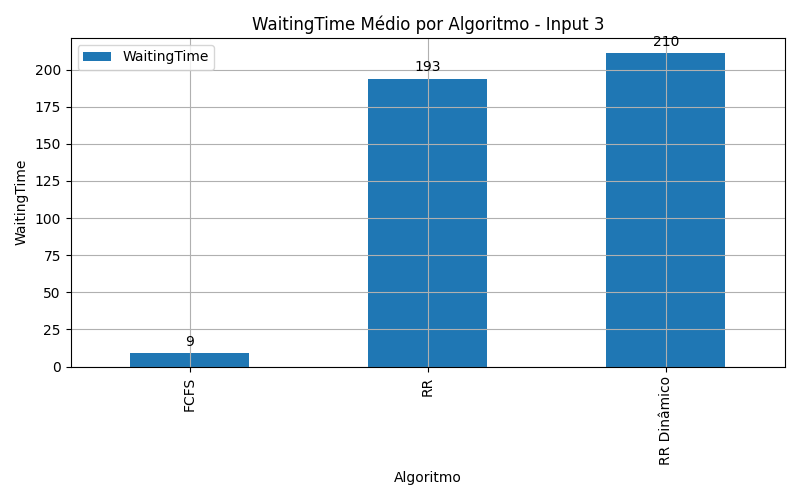 WaitingTime Médio por Algoritmo - Input 3
WaitingTime
WaitingTime
200
175
150
125
100
75
50
25
0
9
193
210
FCFS
RR
RR Dinâmico
Algoritmo